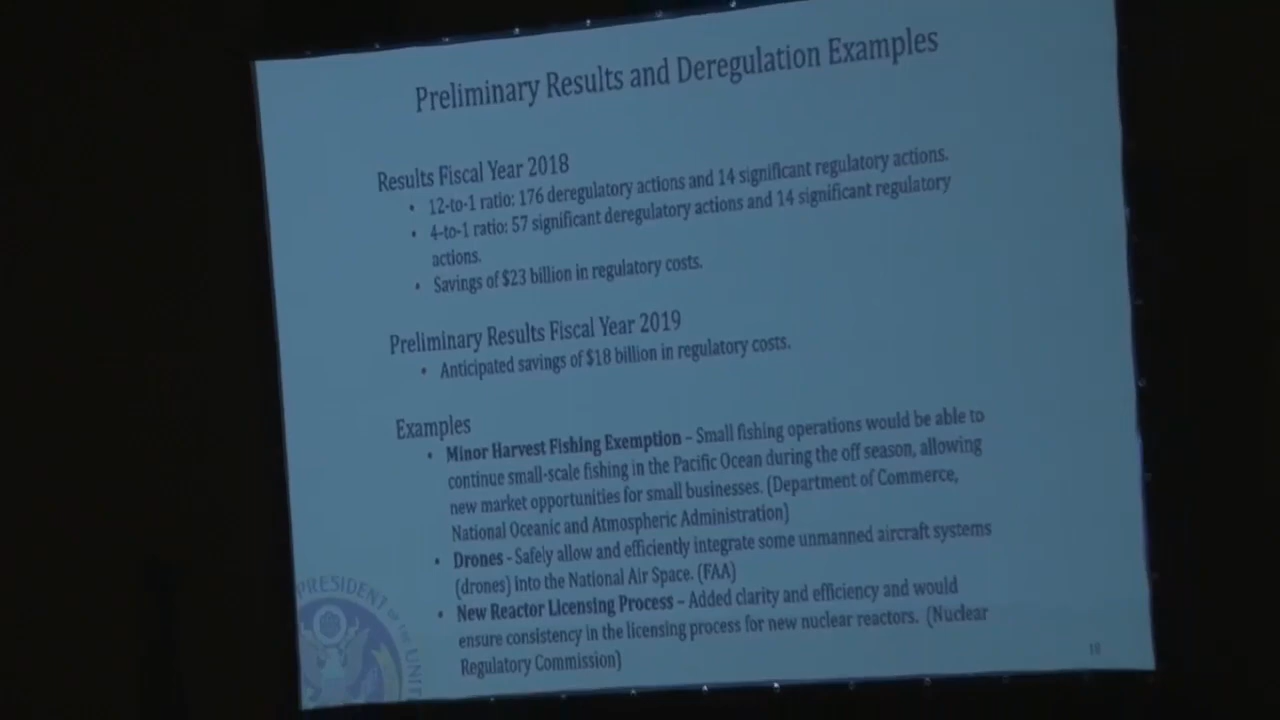 Preliminary Results and Deregulation Examples
Results Fiscal Year 2018
• 12-to-1 ratio: 176 deregulatory actions and 14 significant regulatory actions.
• 4-to-1 ratio: 57 significant deregulatory actions and 14 significant regulatory
actions.
• Savings of $23 billion in regulatory costs.
Preliminary Results Fiscal Year 2019
• Anticipated savings of $18 billion in regulatory costs.
Examples
• Minor Harvest Fishing Exemption – Small fishing operations would be able to
continue small-scale fishing in the Pacific Ocean during the off season, allowing
new market opportunities for small businesses. (Department of Commerce,
National Oceanic and Atmospheric Administration)
• Drones - Safely allow and efficiently integrate some unmanned aircraft systems
(drones) into the National Air Space. (FAA)
• New Reactor Licensing Process – Added clarity and efficiency and would
ensure consistency in the licensing process for new nuclear reactors. (Nuclear
Regulatory Commission)
PRESIDENT OF THE UNIT